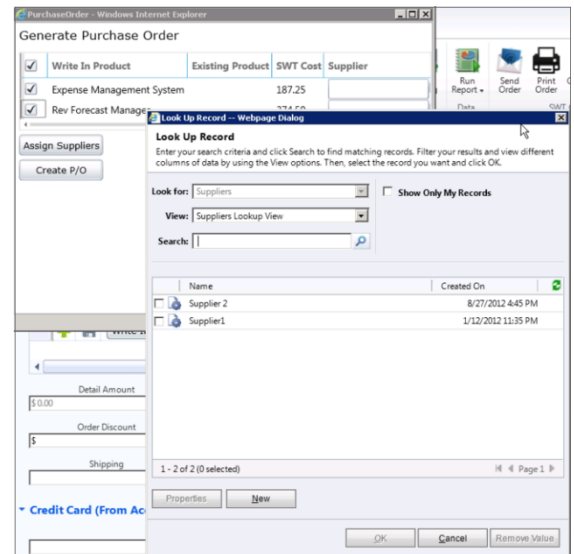 PurchaseOrder - Windows Internet Explorer
Generate Purchase Order
Write In Product Existing Product SWT Cost Supplier
Expense Management System 187.25
Rev Forecast Manager 374.50
Assign Suppliers
Create P/O
Run Report
Send Order
Print Order
Data
SWT
Look Up Record -- Webpage Dialog
Look Up Record
Enter your search criteria and click Search to find matching records. Filter your results and view different
columns of data by using the View options. Then, select the record you want and click OK.
Look for: Suppliers
Show Only My Records
View: Suppliers Lookup View
Search:
Name Created On
Supplier 2 8/27/2012 4:45 PM
Supplier1 1/12/2012 11:35 PM
1 - 2 of 2 (0 selected) Page 1
Properties New
OK Cancel Remove Value
Detail Amount
$ 0.00
Order Discount
$
Shipping
Credit Card (From Ac